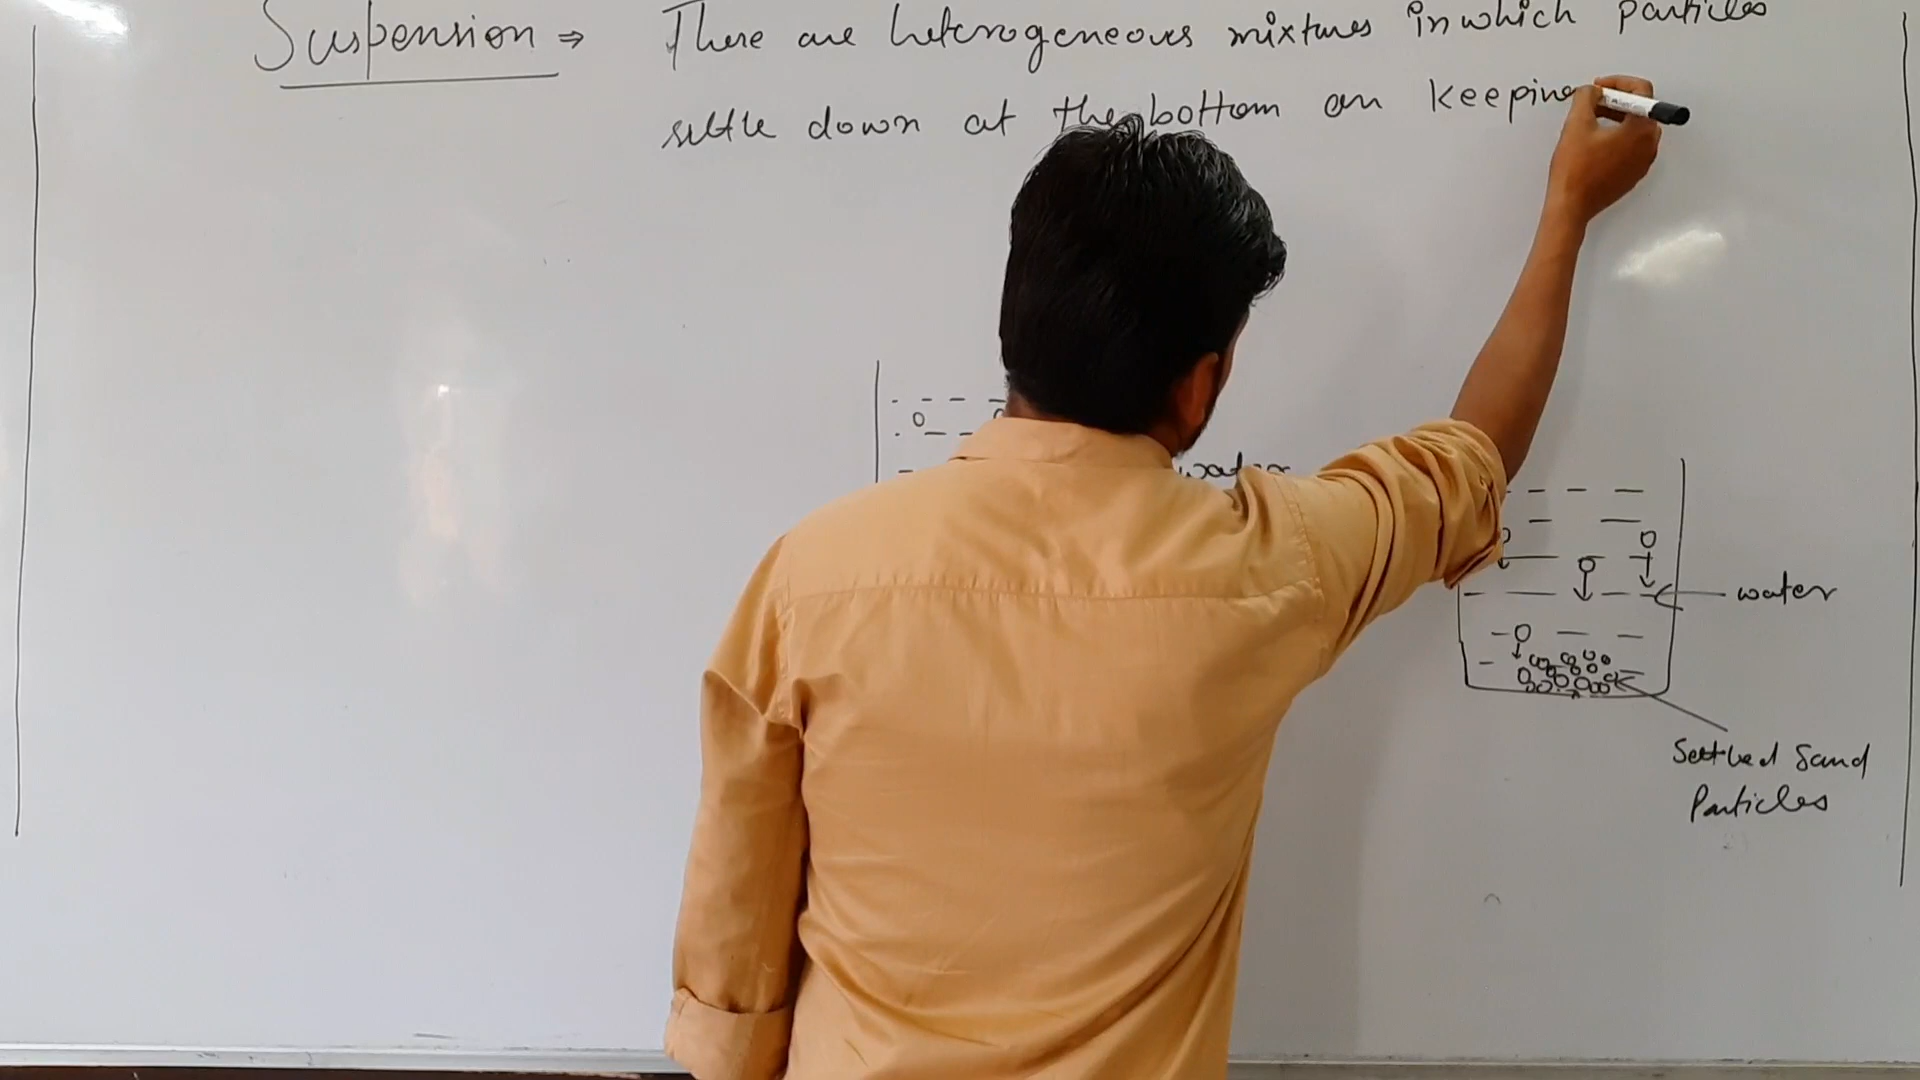 Suspension ⇒ There are heterogeneous mixtures in which particles
settle down at the bottom on keeping
water
water
Settled Sand
Particles